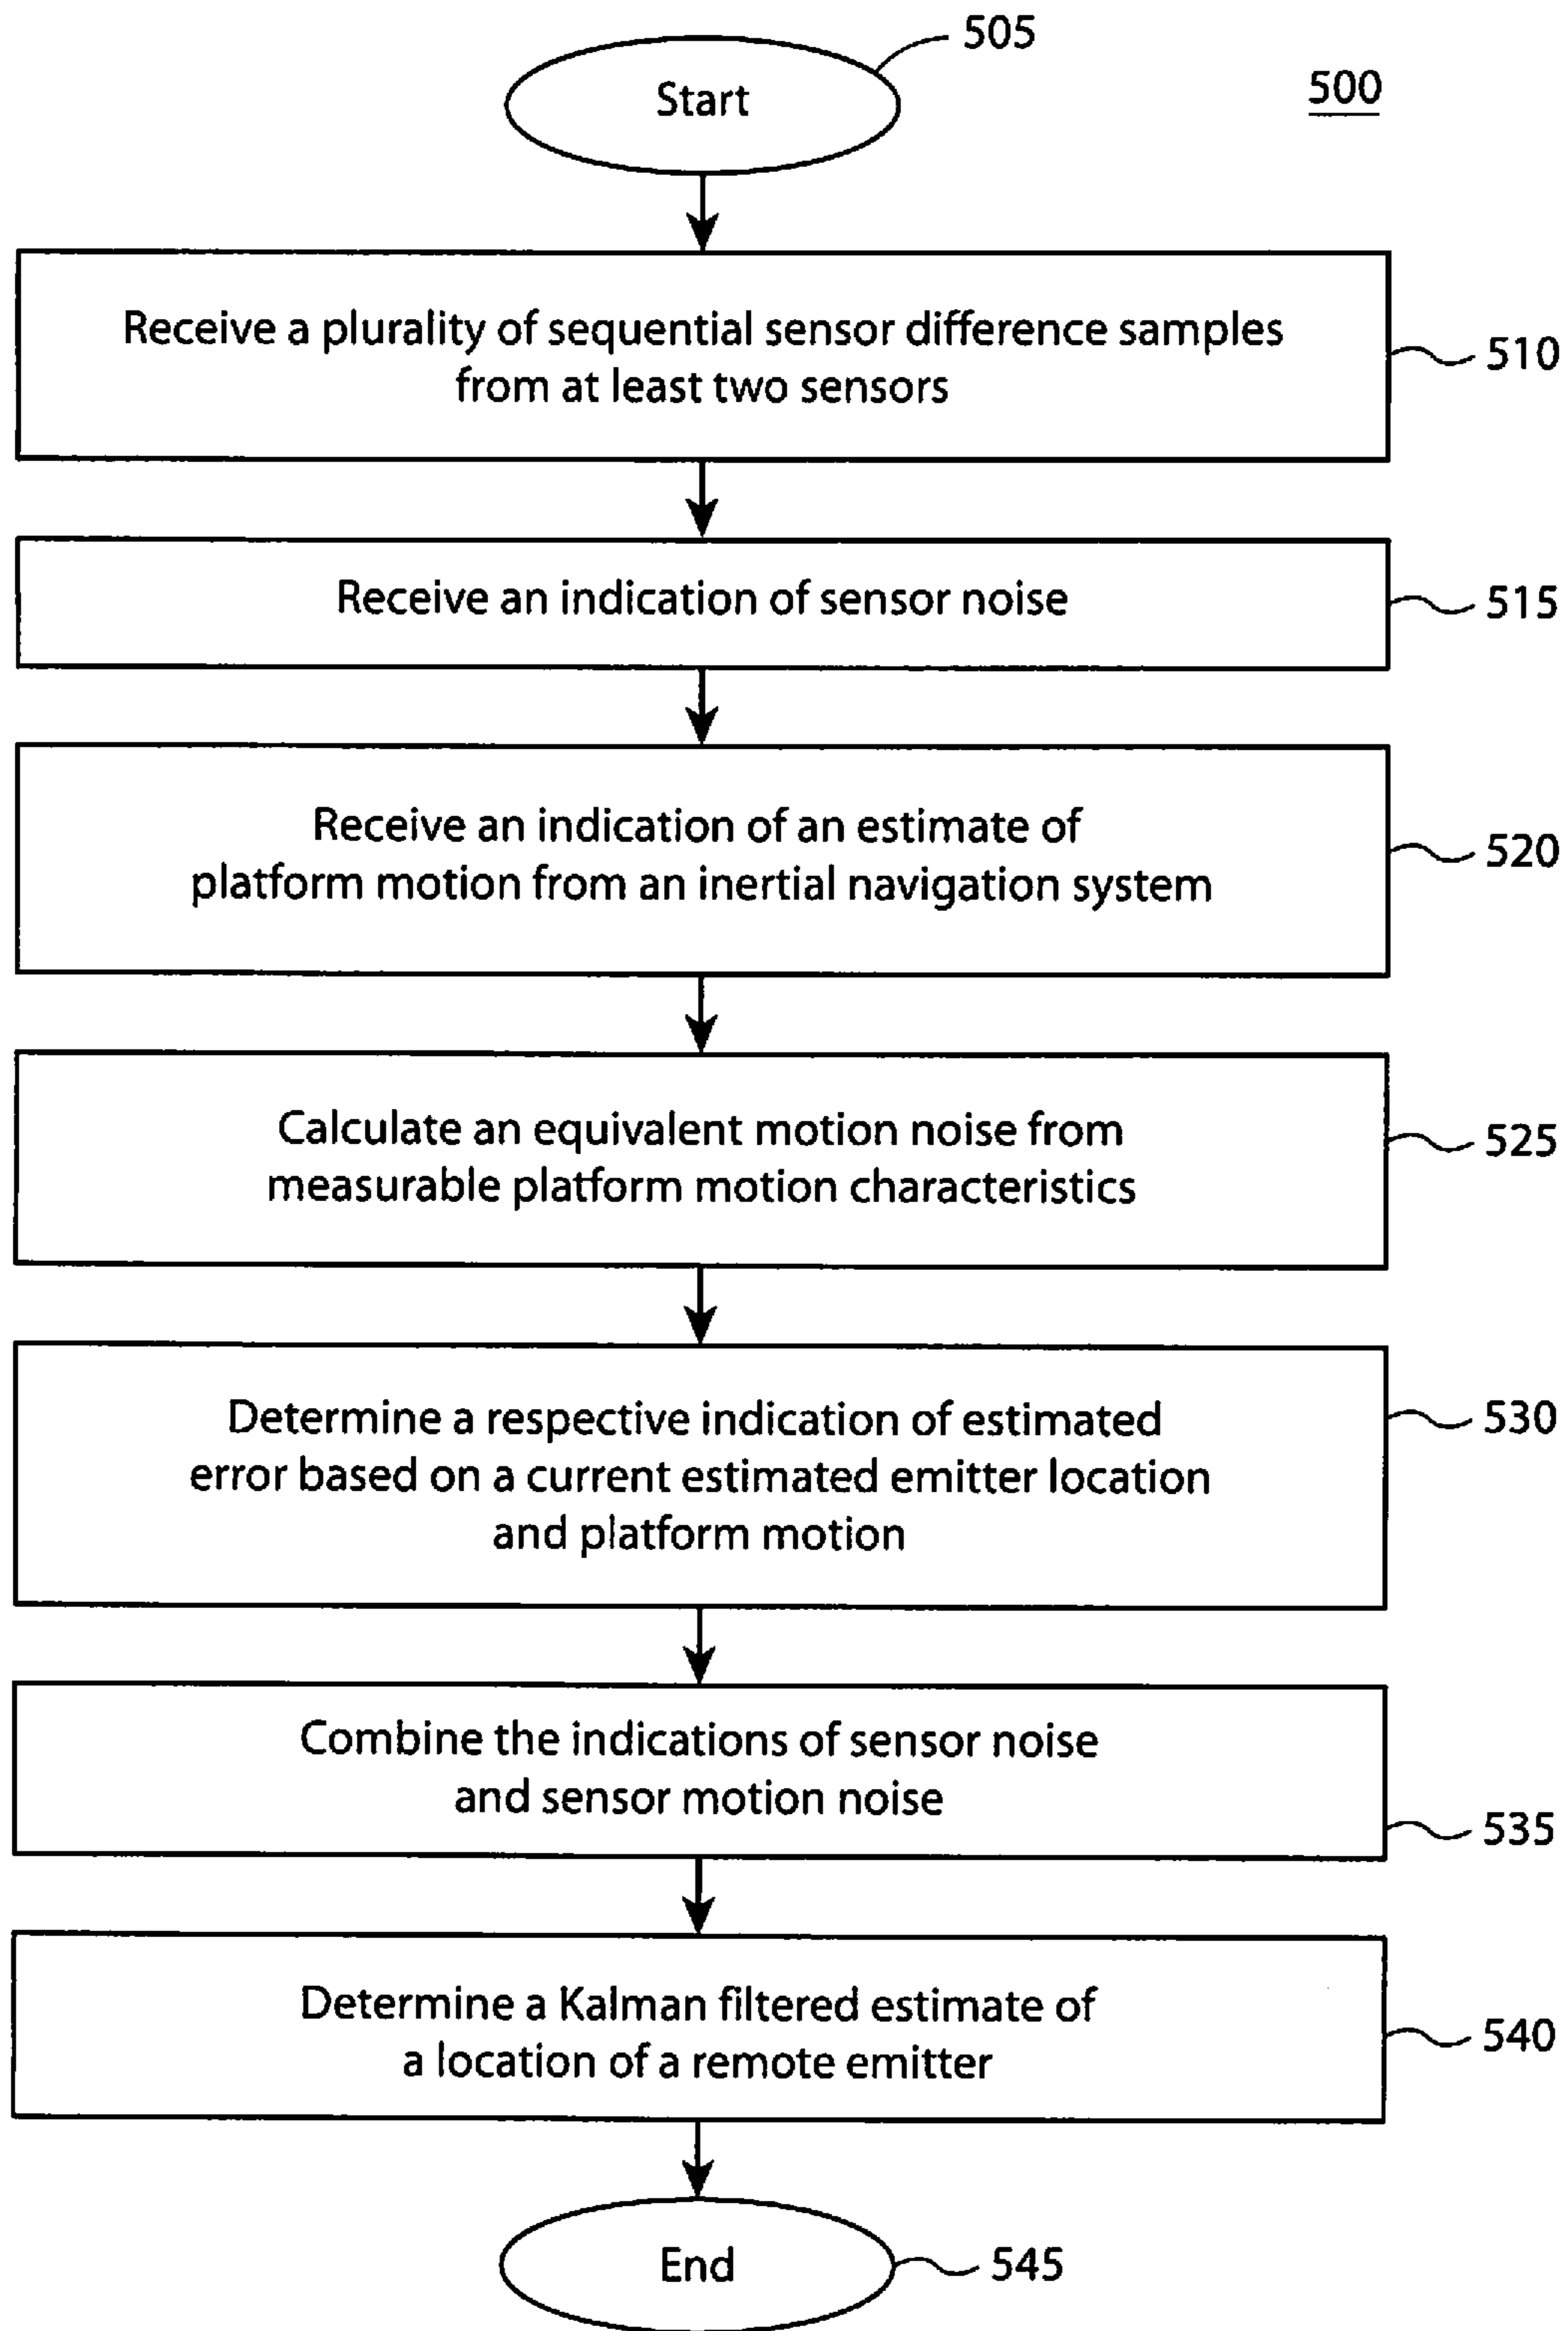 505
Start
500
Receive a plurality of sequential sensor difference samples
from at least two sensors
510
Receive an indication of sensor noise
515
Receive an indication of an estimate of
platform motion from an inertial navigation system
520
Calculate an equivalent motion noise from
measurable platform motion characteristics
525
Determine a respective indication of estimated
error based on a current estimated emitter location
and platform motion
530
Combine the indications of sensor noise
and sensor motion noise
535
Determine a Kalman filtered estimate of
a location of a remote emitter
540
End
545